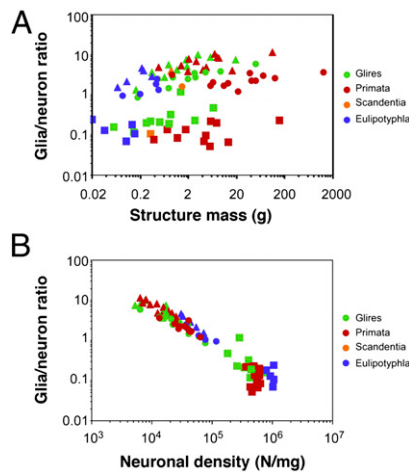 A
Glia/neuron ratio
100
10
1
0.1
0.01
0.02 0.2 2 20 200 2000
Structure mass (g)
Glires
Primata
Scandentia
Eulipotyphla
B
Glia/neuron ratio
100
10
1
0.1
0.01
10³ 10⁴ 10⁵ 10⁶ 10⁷
Neuronal density (N/mg)
Glires
Primata
Scandentia
Eulipotyphla